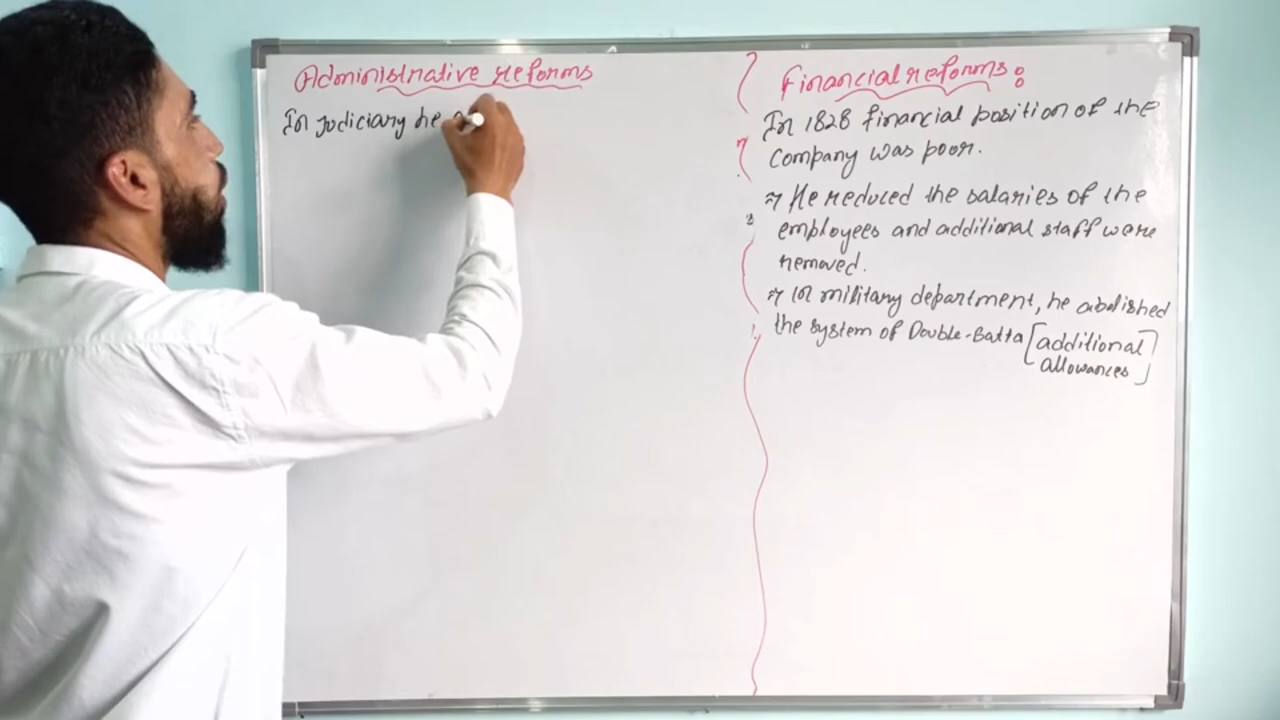 Administrative reforms
In judiciary he
Financial reforms:
In 1828 financial position of the
Company was poor.
→ He reduced the salaries of the
employees and additional staff were
removed.
→ In military department, he abolished
the system of Double-Batta [additional
allowances]